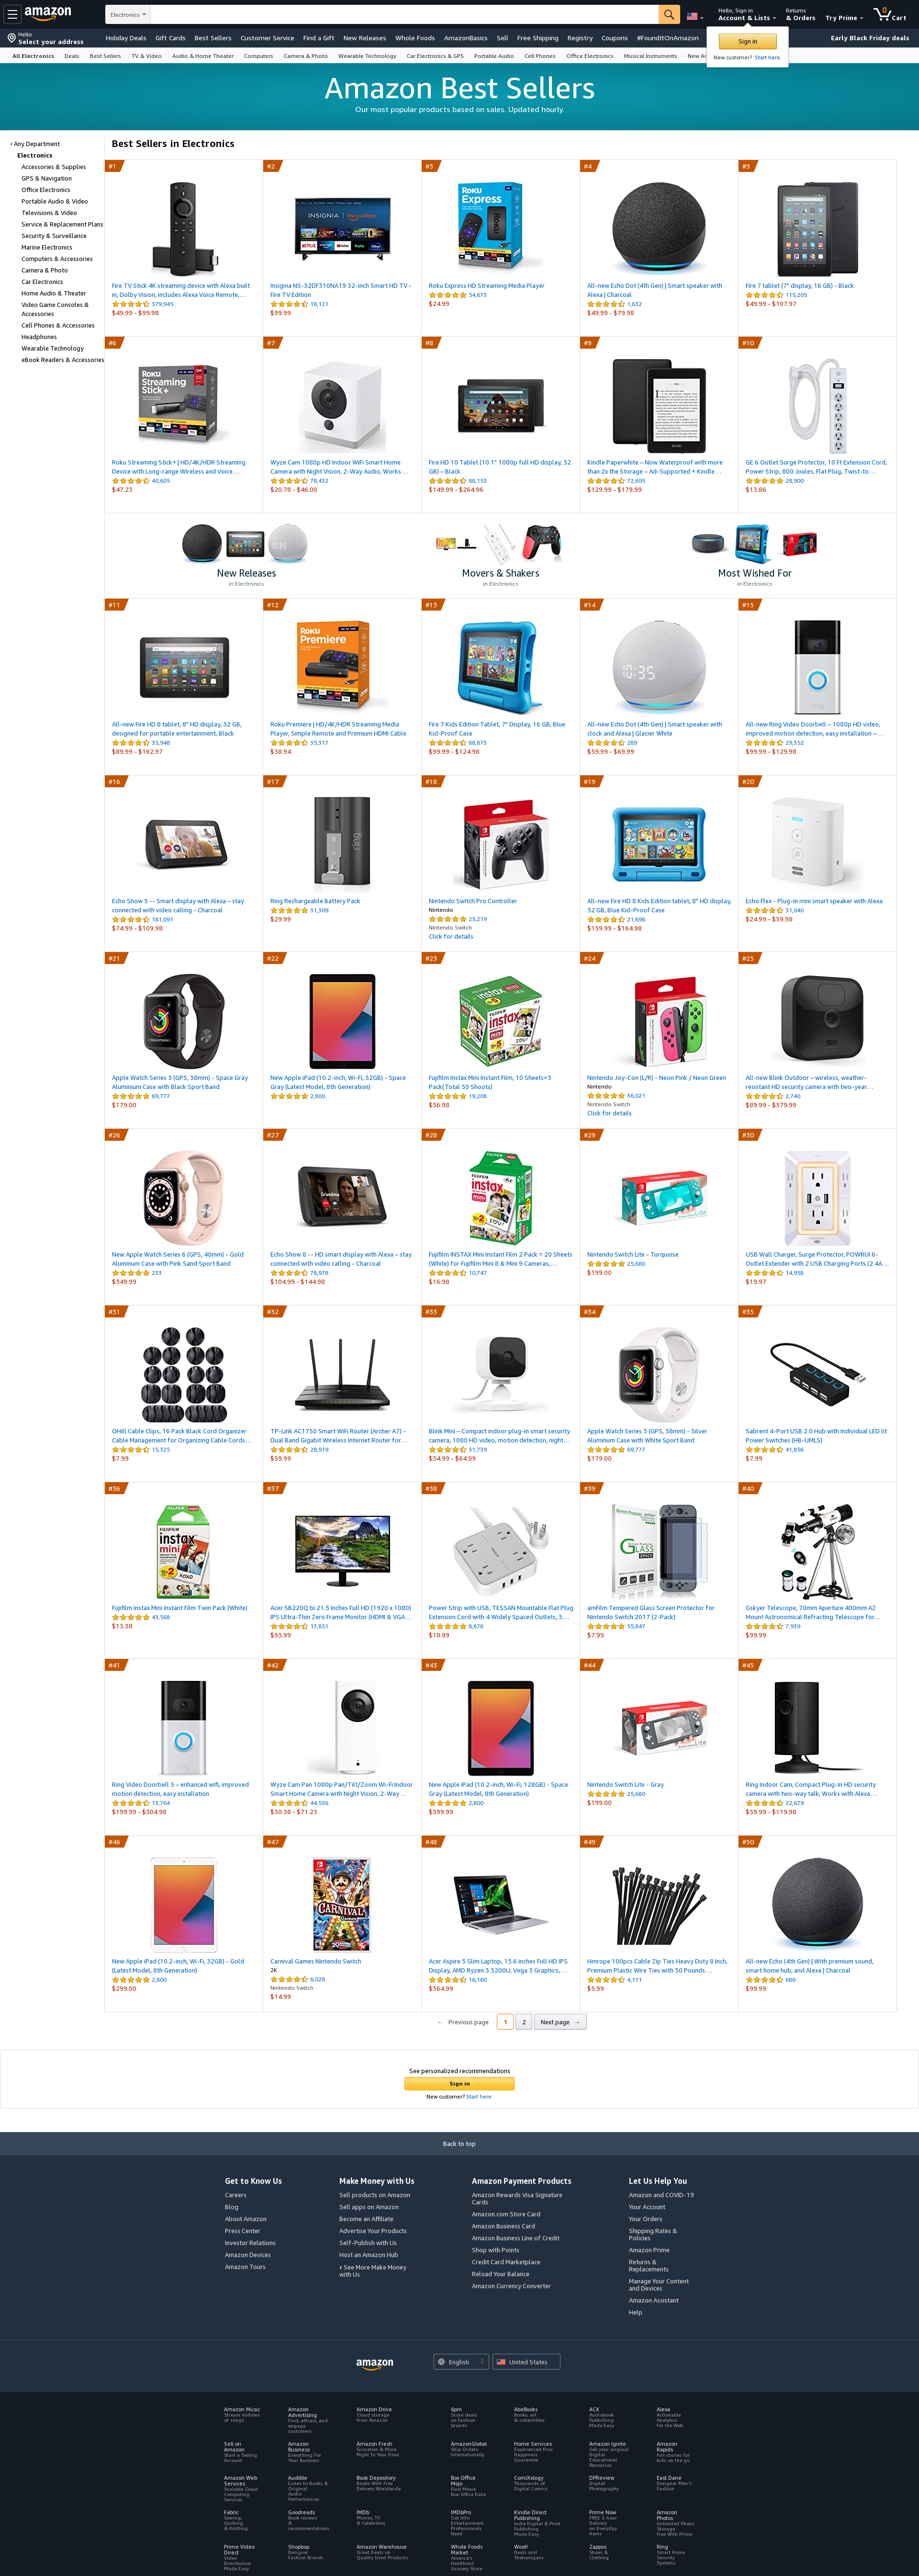 amazon
Electronics
Hello, Sign in
Account & Lists
Returns
& Orders
Try Prime
0
Cart
Hello
Select your address
Holiday Deals
Gift Cards
Best Sellers
Customer Service
Find a Gift
New Releases
Whole Foods
AmazonBasics
Sell
Free Shipping
Registry
Coupons
#FoundItOnAmazon
Early Black Friday deals
Sign in
New customer? Start here.
All Electronics
Deals
Best Sellers
TV & Video
Audio & Home Theater
Computers
Camera & Photo
Wearable Technology
Car Electronics & GPS
Portable Audio
Cell Phones
Office Electronics
Musical Instruments
Amazon Best Sellers
Our most popular products based on sales. Updated hourly.
‹ Any Department
Electronics
Accessories & Supplies
GPS & Navigation
Office Electronics
Portable Audio & Video
Televisions & Video
Service & Replacement Plans
Security & Surveillance
Marine Electronics
Computers & Accessories
Camera & Photo
Car Electronics
Home Audio & Theater
Video Game Consoles &
Accessories
Cell Phones & Accessories
Headphones
Wearable Technology
eBook Readers & Accessories
Best Sellers in Electronics
#1
Fire TV Stick 4K streaming device with Alexa built
in, Dolby Vision, includes Alexa Voice Remote,…
379,945
$49.99 - $99.98
#2
Insignia NS-32DF310NA19 32-inch Smart HD TV -
Fire TV Edition
18,121
$99.99
#3
Roku Express HD Streaming Media Player
54,673
$24.99
#4
All-new Echo Dot (4th Gen) | Smart speaker with
Alexa | Charcoal
1,632
$49.99 - $79.98
#5
Fire 7 tablet (7" display, 16 GB) - Black
115,205
$49.99 - $107.97
#6
Roku Streaming Stick+ | HD/4K/HDR Streaming
Device with Long-range Wireless and Voice…
40,605
$47.23
#7
Wyze Cam 1080p HD Indoor WiFi Smart Home
Camera with Night Vision, 2-Way Audio, Works…
78,432
$20.78 - $46.00
#8
Fire HD 10 Tablet (10.1" 1080p full HD display, 32
GB) – Black
88,153
$149.99 - $264.96
#9
Kindle Paperwhite – Now Waterproof with more
than 2x the Storage – Ad-Supported + Kindle…
72,695
$129.99 - $179.99
#10
GE 6 Outlet Surge Protector, 10 Ft Extension Cord,
Power Strip, 800 Joules, Flat Plug, Twist-to…
28,900
$13.86
New Releases
in Electronics
Movers & Shakers
in Electronics
Most Wished For
in Electronics
#11
All-new Fire HD 8 tablet, 8" HD display, 32 GB,
designed for portable entertainment, Black
35,948
$89.99 - $162.97
#12
Roku Premiere | HD/4K/HDR Streaming Media
Player, Simple Remote and Premium HDMI Cable
35,317
$38.94
#13
Fire 7 Kids Edition Tablet, 7" Display, 16 GB, Blue
Kid-Proof Case
68,873
$99.99 - $124.98
#14
All-new Echo Dot (4th Gen) | Smart speaker with
clock and Alexa | Glacier White
269
$59.99 - $69.99
#15
All-new Ring Video Doorbell – 1080p HD video,
improved motion detection, easy installation –…
29,352
$99.99 - $129.98
#16
Echo Show 5 -- Smart display with Alexa – stay
connected with video calling - Charcoal
181,091
$74.99 - $109.98
#17
Ring Rechargeable Battery Pack
31,309
$29.99
#18
Nintendo Switch Pro Controller
Nintendo
25,219
Nintendo Switch
Click for details
#19
All-new Fire HD 8 Kids Edition tablet, 8" HD display,
32 GB, Blue Kid-Proof Case
21,698
$139.99 - $164.98
#20
Echo Flex - Plug-in mini smart speaker with Alexa
31,040
$24.99 - $39.98
#21
Apple Watch Series 3 (GPS, 38mm) - Space Gray
Aluminum Case with Black Sport Band
69,777
$179.00
#22
New Apple iPad (10.2-inch, Wi-Fi, 32GB) - Space
Gray (Latest Model, 8th Generation)
2,800
#23
Fujifilm Instax Mini Instant Film, 10 Sheets×5
Pack(Total 50 Shoots)
19,208
$36.98
#24
Nintendo Joy-Con (L/R) - Neon Pink / Neon Green
Nintendo
36,021
Nintendo Switch
Click for details
#25
All-new Blink Outdoor – wireless, weather-
resistant HD security camera with two-year…
2,740
$89.99 - $379.99
#26
New Apple Watch Series 6 (GPS, 40mm) - Gold
Aluminum Case with Pink Sand Sport Band
233
$349.99
#27
Echo Show 8 -- HD smart display with Alexa – stay
connected with video calling - Charcoal
78,978
$104.99 - $144.98
#28
Fujifilm INSTAX Mini Instant Film 2 Pack = 20 Sheets
(White) for Fujifilm Mini 8 & Mini 9 Cameras,…
10,747
$16.98
#29
Nintendo Switch Lite - Turquoise
25,680
$199.00
#30
USB Wall Charger, Surge Protector, POWRUI 6-
Outlet Extender with 2 USB Charging Ports (2.4A…
14,958
$19.97
#31
OHill Cable Clips, 16 Pack Black Cord Organizer
Cable Management for Organizing Cable Cords…
15,325
$7.99
#32
TP-Link AC1750 Smart WiFi Router (Archer A7) -
Dual Band Gigabit Wireless Internet Router for…
28,919
$59.99
#33
Blink Mini – Compact indoor plug-in smart security
camera, 1080 HD video, motion detection, night…
31,739
$34.99 - $64.99
#34
Apple Watch Series 3 (GPS, 38mm) - Silver
Aluminum Case with White Sport Band
69,777
$179.00
#35
Sabrent 4-Port USB 2.0 Hub with Individual LED lit
Power Switches (HB-UMLS)
41,856
$7.99
#36
Fujifilm Instax Mini Instant Film Twin Pack (White)
43,568
$13.38
#37
Acer SB220Q bi 21.5 Inches Full HD (1920 x 1080)
IPS Ultra-Thin Zero Frame Monitor (HDMI & VGA…
17,851
$93.99
#38
Power Strip with USB, TESSAN Mountable Flat Plug
Extension Cord with 4 Widely Spaced Outlets, 3…
8,878
$18.99
#39
amFilm Tempered Glass Screen Protector for
Nintendo Switch 2017 (2-Pack)
55,847
$7.99
#40
Gskyer Telescope, 70mm Aperture 400mm AZ
Mount Astronomical Refracting Telescope for…
7,939
$99.99
#41
Ring Video Doorbell 3 – enhanced wifi, improved
motion detection, easy installation
13,764
$199.99 - $304.98
#42
Wyze Cam Pan 1080p Pan/Tilt/Zoom Wi-Fi Indoor
Smart Home Camera with Night Vision, 2-Way…
44,536
$30.38 - $71.23
#43
New Apple iPad (10.2-inch, Wi-Fi, 128GB) - Space
Gray (Latest Model, 8th Generation)
2,800
$399.99
#44
Nintendo Switch Lite - Gray
25,680
$199.00
#45
Ring Indoor Cam, Compact Plug-In HD security
camera with two-way talk, Works with Alexa…
22,679
$59.99 - $119.98
#46
New Apple iPad (10.2-inch, Wi-Fi, 32GB) - Gold
(Latest Model, 8th Generation)
2,800
$299.00
#47
Carnival Games Nintendo Switch
2K
6,028
Nintendo Switch
$14.99
#48
Acer Aspire 5 Slim Laptop, 15.6 inches Full HD IPS
Display, AMD Ryzen 3 3200U, Vega 3 Graphics,…
16,160
$364.99
#49
Hmrope 100pcs Cable Zip Ties Heavy Duty 8 Inch,
Premium Plastic Wire Ties with 50 Pounds…
4,111
$5.99
#50
All-new Echo (4th Gen) | With premium sound,
smart home hub, and Alexa | Charcoal
680
$99.99
← Previous page
1
2
Next page →
See personalized recommendations
Sign in
New customer? Start here.
Back to top
Get to Know Us
Careers
Blog
About Amazon
Press Center
Investor Relations
Amazon Devices
Amazon Tours
Make Money with Us
Sell products on Amazon
Sell apps on Amazon
Become an Affiliate
Advertise Your Products
Self-Publish with Us
Host an Amazon Hub
› See More Make Money
with Us
Amazon Payment Products
Amazon Rewards Visa Signature
Cards
Amazon.com Store Card
Amazon Business Card
Amazon Business Line of Credit
Shop with Points
Credit Card Marketplace
Reload Your Balance
Amazon Currency Converter
Let Us Help You
Amazon and COVID-19
Your Account
Your Orders
Shipping Rates &
Policies
Amazon Prime
Returns &
Replacements
Manage Your Content
and Devices
Amazon Assistant
Help
amazon
English
United States
Amazon Music
Stream millions
of songs
Amazon
Advertising
Find, attract, and
engage
customers
Amazon Drive
Cloud storage
from Amazon
6pm
Score deals
on fashion
brands
AbeBooks
Books, art
& collectibles
ACX
Audiobook
Publishing
Made Easy
Alexa
Actionable
Analytics
for the Web
Sell on
Amazon
Start a Selling
Account
Amazon
Business
Everything For
Your Business
Amazon Fresh
Groceries & More
Right To Your Door
AmazonGlobal
Ship Orders
Internationally
Home Services
Experienced Pros
Happiness
Guarantee
Amazon Ignite
Sell your original
Digital
Educational
Resources
Amazon
Rapids
Fun stories for
kids on the go
Amazon Web
Services
Scalable Cloud
Computing
Services
Audible
Listen to Books &
Original
Audio
Performances
Book Depository
Books With Free
Delivery Worldwide
Box Office
Mojo
Find Movie
Box Office Data
ComiXology
Thousands of
Digital Comics
DPReview
Digital
Photography
East Dane
Designer Men's
Fashion
Fabric
Sewing,
Quilting
& Knitting
Goodreads
Book reviews
&
recommendations
IMDb
Movies, TV
& Celebrities
IMDbPro
Get Info
Entertainment
Professionals
Need
Kindle Direct
Publishing
Indie Digital & Print
Publishing
Made Easy
Prime Now
FREE 2-hour
Delivery
on Everyday
Items
Amazon
Photos
Unlimited Photo
Storage
Free With Prime
Prime Video
Direct
Video
Distribution
Made Easy
Shopbop
Designer
Fashion Brands
Amazon Warehouse
Great Deals on
Quality Used Products
Whole Foods
Market
America's
Healthiest
Grocery Store
Woot!
Deals and
Shenanigans
Zappos
Shoes &
Clothing
Ring
Smart Home
Security
Systems